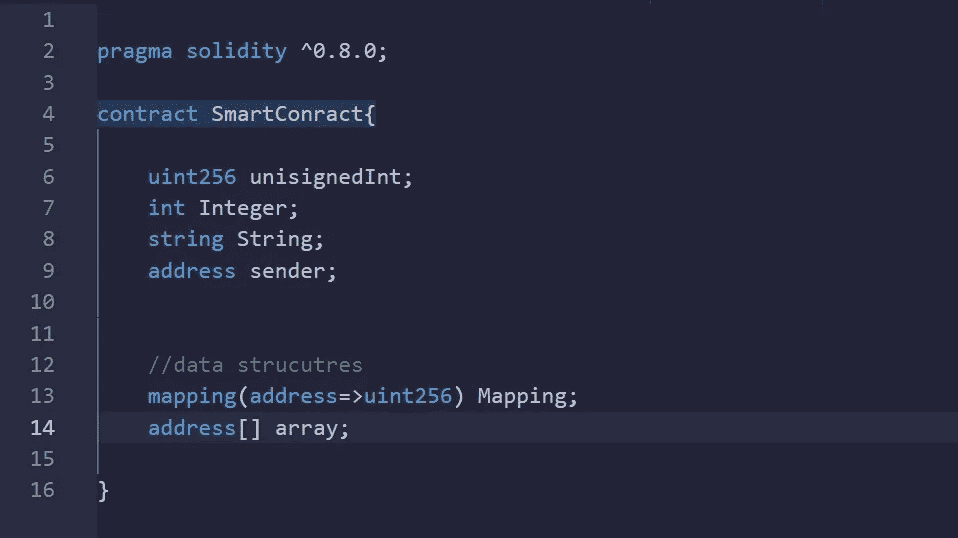 1
2 pragma solidity ^0.8.0;
3
4 contract SmartConract{
5
6 uint256 unisignedInt;
7 int Integer;
8 string String;
9 address sender;
10
11
12 //data strucutres
13 mapping(address=>uint256) Mapping;
14 address[] array;
15
16 }